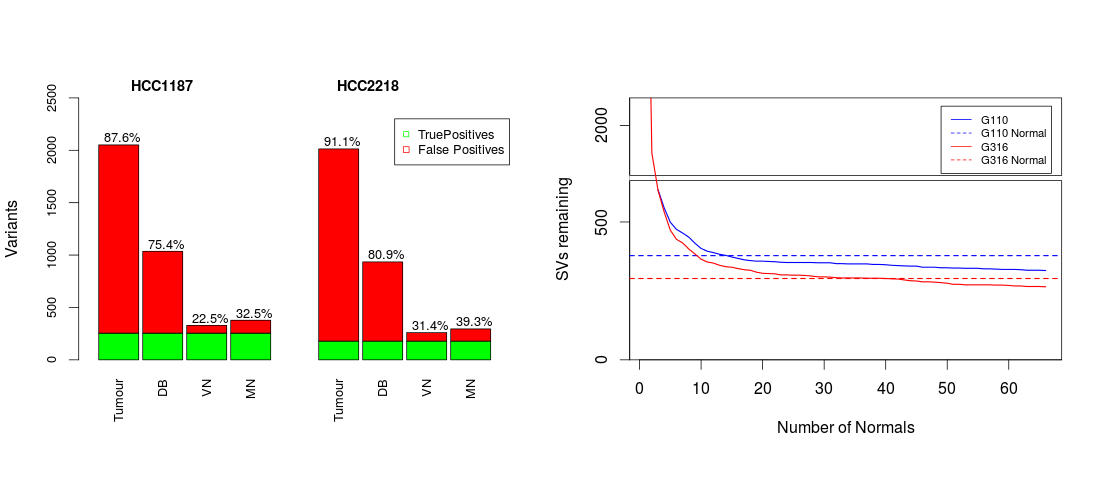 HCC1187
HCC2218
Variants
2500
2000
1500
1000
500
0
87.6%
75.4%
22.5%
32.5%
Tumour
DB
VN
MN
91.1%
80.9%
31.4%
39.3%
Tumour
DB
VN
MN
TruePositives
False Positives
SVs remaining
2000
500
0
G110
G110 Normal
G316
G316 Normal
0 10 20 30 40 50 60
Number of Normals